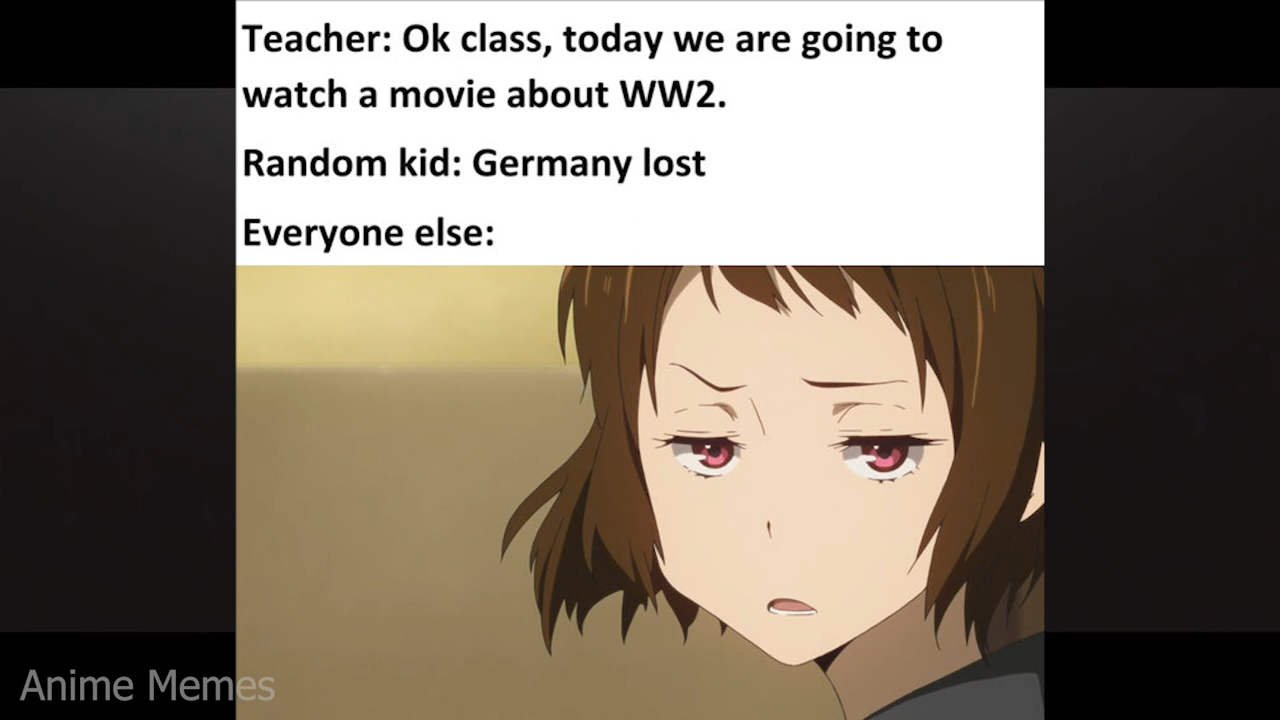 Teacher: Ok class, today we are going to
watch a movie about WW2.
Random kid: Germany lost
Everyone else:
Anime Memes